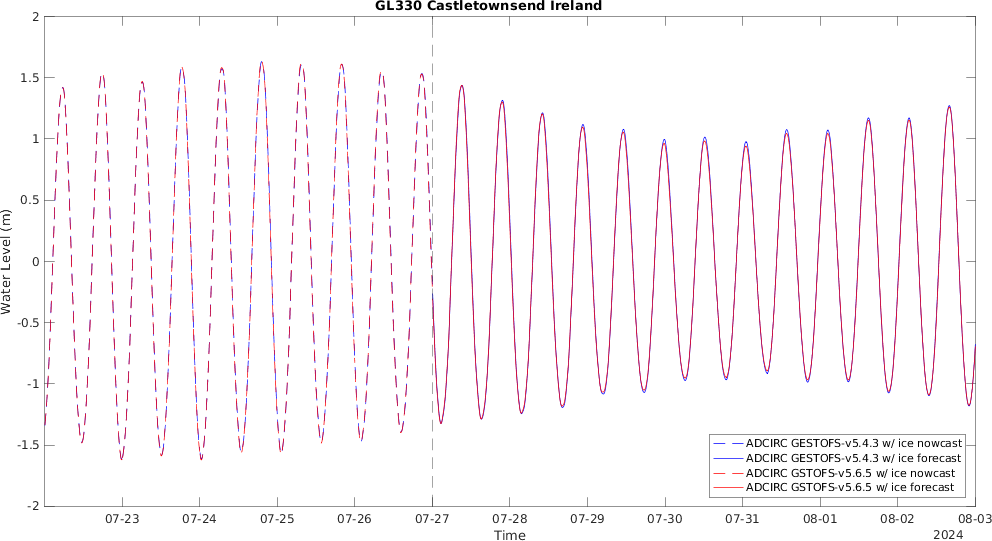 GL330 Castletownsend Ireland
2
1.5
1
0.5
0
-0.5
-1
-1.5
-2
Water Level (m)
ADCIRC GESTOFS-v5.4.3 w/ ice nowcast
ADCIRC GESTOFS-v5.4.3 w/ ice forecast
ADCIRC GSTOFS-v5.6.5 w/ ice nowcast
ADCIRC GSTOFS-v5.6.5 w/ ice forecast
07-23 07-24 07-25 07-26 07-27 07-28 07-29 07-30 07-31 08-01 08-02 08-03
Time
2024